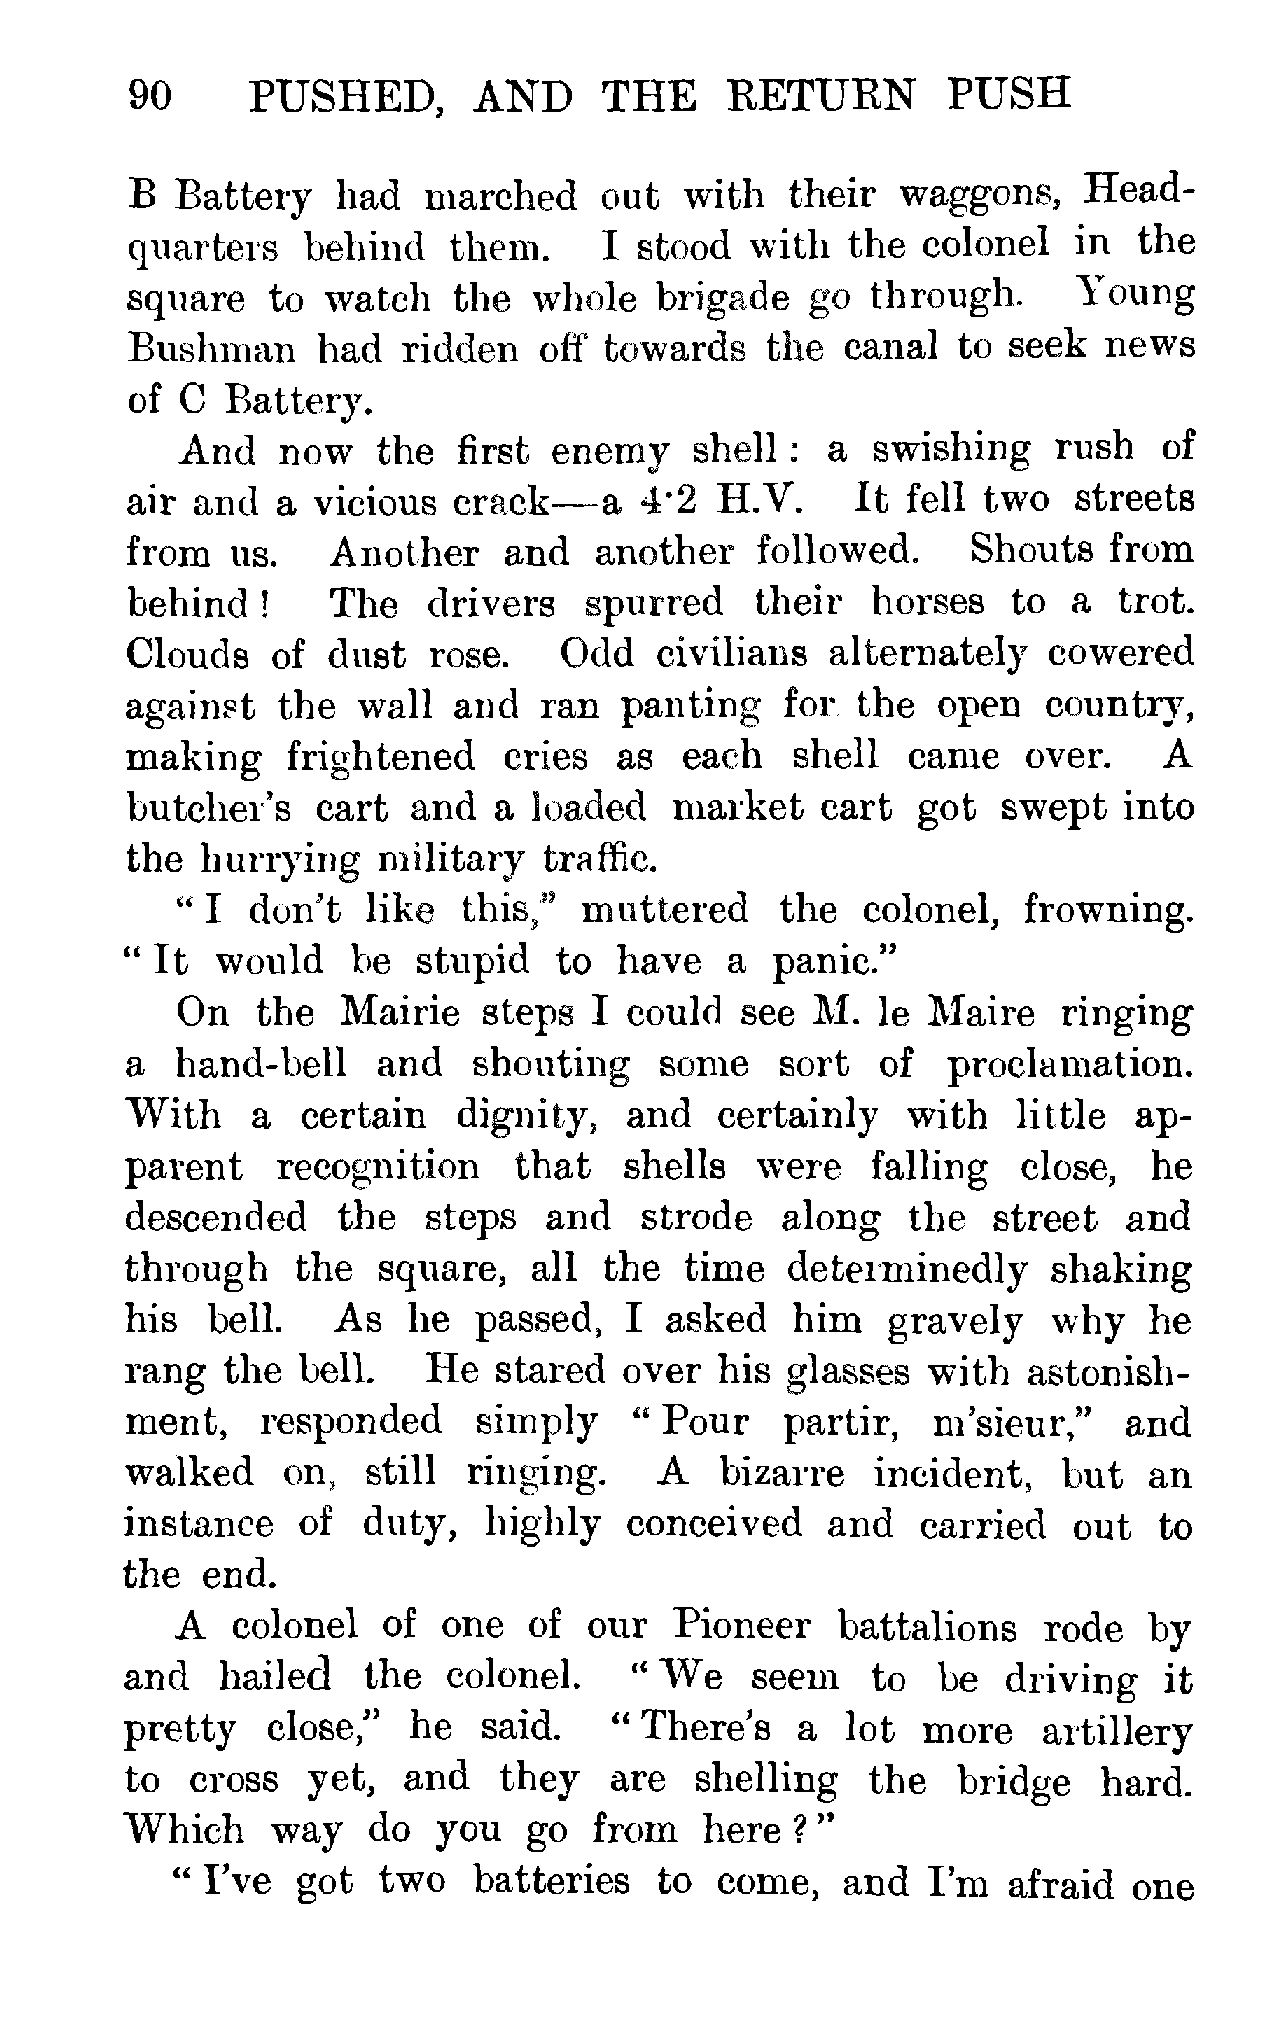 90 PUSHED, AND THE RETURN PUSH
B Battery had marched out with their waggons, Head-
quarters behind them. I stood with the colonel in the
square to watch the whole brigade go through. Young
Bushman had ridden off towards the canal to seek news
of C Battery.
And now the first enemy shell : a swishing rush of
air and a vicious crack—a 4·2 H.V. It fell two streets
from us. Another and another followed. Shouts from
behind ! The drivers spurred their horses to a trot.
Clouds of dust rose. Odd civilians alternately cowered
against the wall and ran panting for the open country,
making frightened cries as each shell came over. A
butcher's cart and a loaded market cart got swept into
the hurrying military traffic.
“ I don't like this,” muttered the colonel, frowning.
“ It would be stupid to have a panic.”
On the Mairie steps I could see M. le Maire ringing
a hand-bell and shouting some sort of proclamation.
With a certain dignity, and certainly with little ap-
parent recognition that shells were falling close, he
descended the steps and strode along the street and
through the square, all the time determinedly shaking
his bell. As he passed, I asked him gravely why he
rang the bell. He stared over his glasses with astonish-
ment, responded simply “ Pour partir, m'sieur,” and
walked on, still ringing. A bizarre incident, but an
instance of duty, highly conceived and carried out to
the end.
A colonel of one of our Pioneer battalions rode by
and hailed the colonel. “ We seem to be driving it
pretty close,” he said. “ There's a lot more artillery
to cross yet, and they are shelling the bridge hard.
Which way do you go from here ? ”
“ I've got two batteries to come, and I'm afraid one